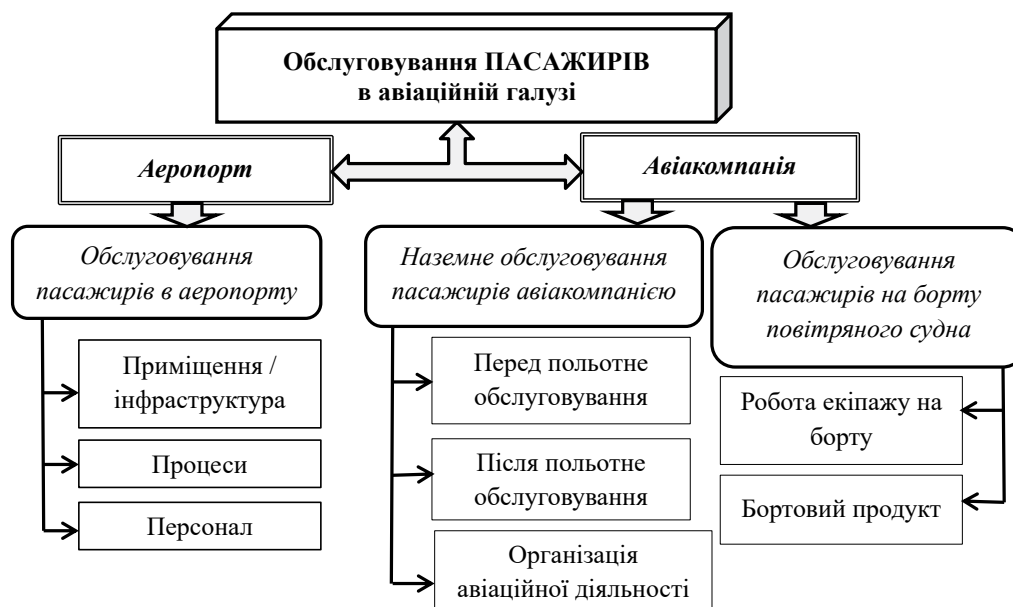 Обслуговування ПАСАЖИРІВ
в авіаційній галузі
Аеропорт
Авіакомпанія
Обслуговування
пасажирів в аеропорту
Наземне обслуговування
пасажирів авіакомпанією
Обслуговування
пасажирів на борту
повітряного судна
Приміщення /
інфраструктура
Процеси
Персонал
Перед польотне
обслуговування
Після польотне
обслуговування
Організація
авіаційної діяльності
Робота екіпажу на
борту
Бортовий продукт